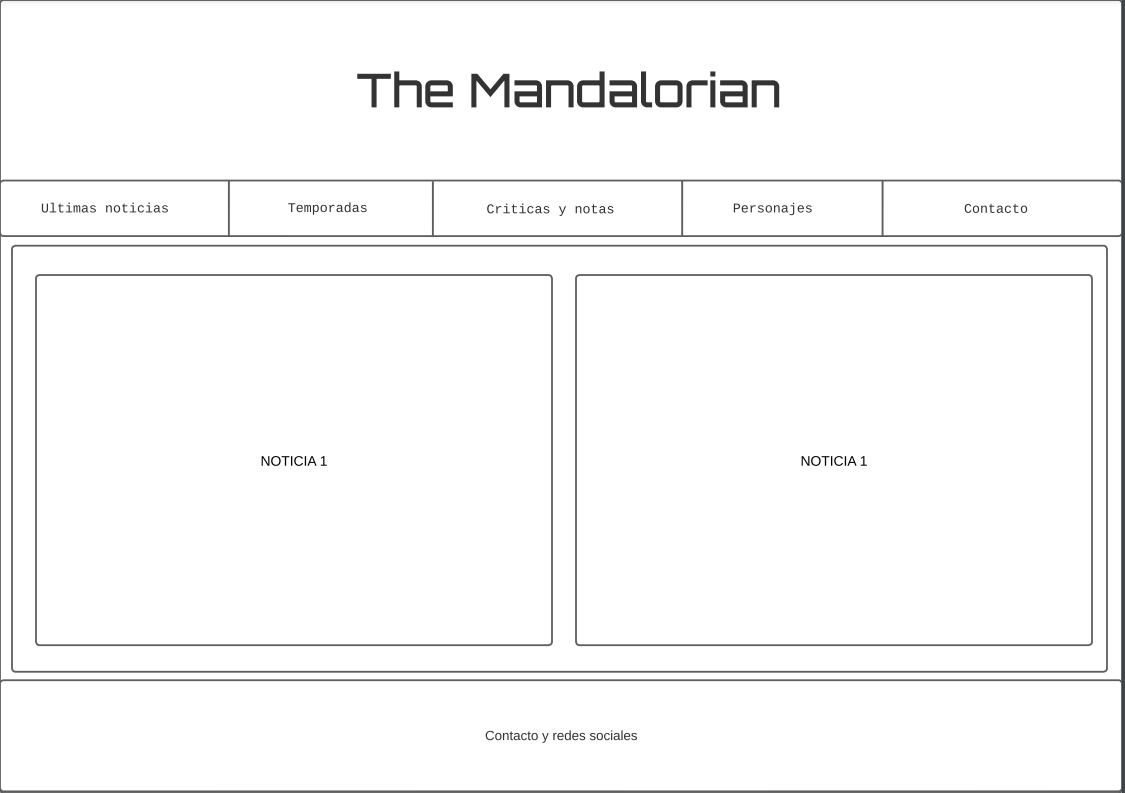 The Mandalorian
Ultimas noticias
Temporadas
Criticas y notas
Personajes
Contacto
NOTICIA 1
NOTICIA 1
Contacto y redes sociales